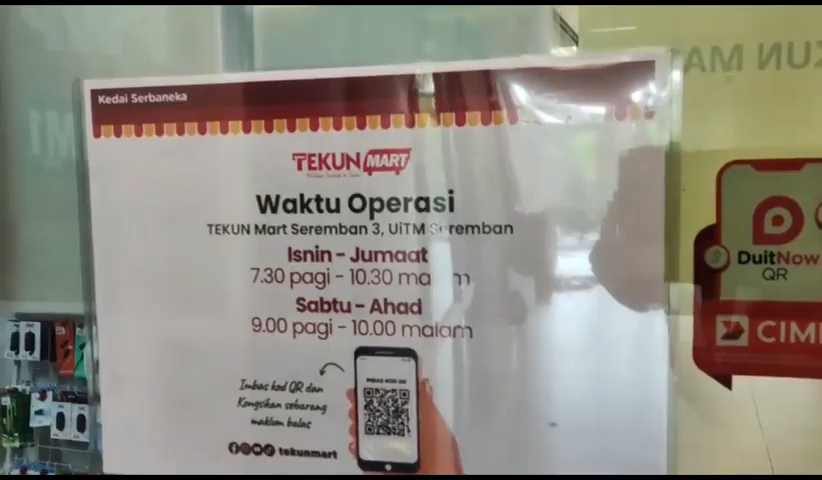 Kedai Serbaneka
TEKUN MART
Waktu Operasi
TEKUN Mart Seremban 3, UiTM Seremban
Isnin - Jumaat
7.30 pagi - 10.30 malam
Sabtu - Ahad
9.00 pagi - 10.00 malam
Imbas kod QR dan
Kongsikan sebarang
maklum balas
tekunmart
DuitNow
QR